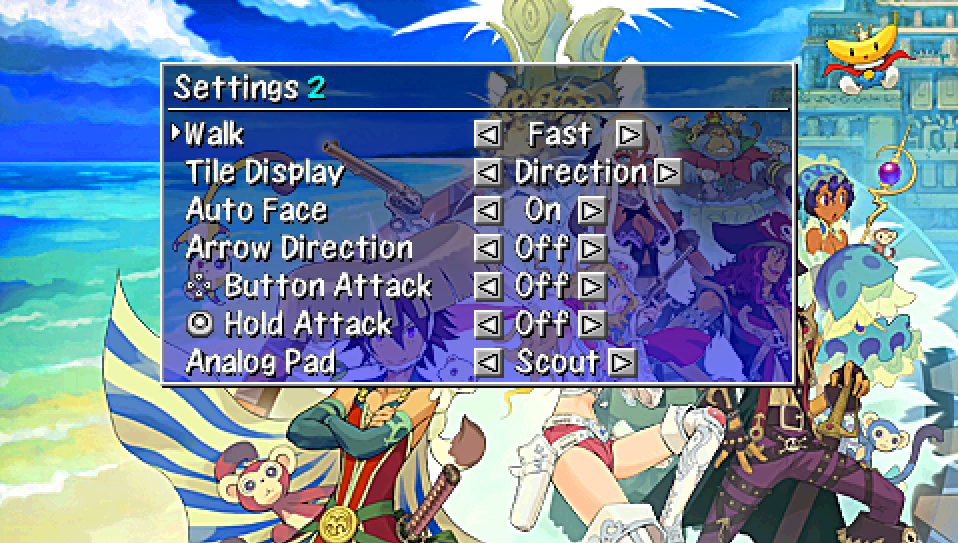 Settings 2
Walk Fast
Tile Display Direction
Auto Face On
Arrow Direction Off
Button Attack Off
Hold Attack Off
Analog Pad Scout